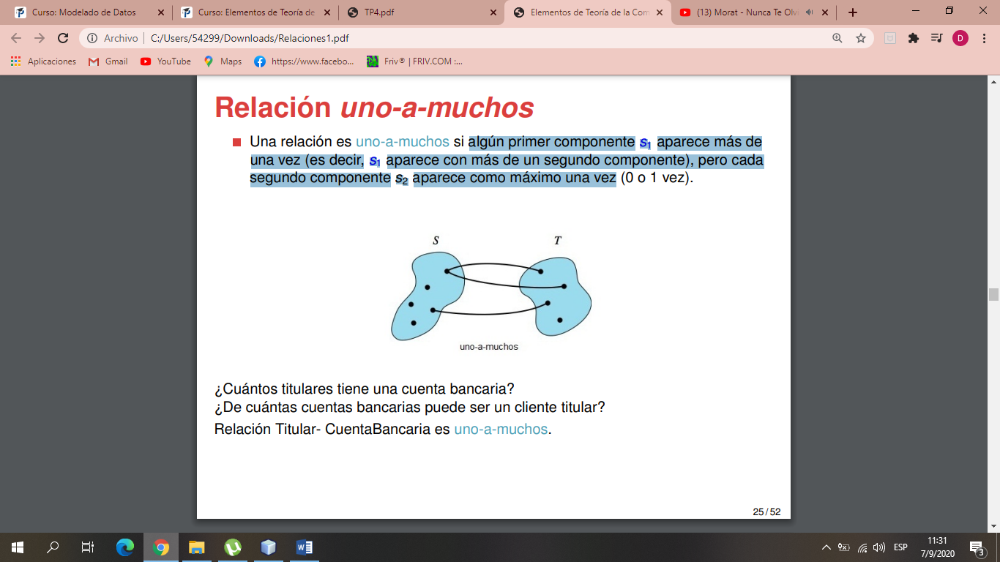 Curso: Modelado de Datos
Curso: Elementos de Teoría de
TP4.pdf
Elementos de Teoría de la Com
(13) Morat - Nunca Te Olvi
Archivo
C:/Users/54299/Downloads/Relaciones1.pdf
D
Aplicaciones
Gmail
YouTube
Maps
https://www.facebo...
Friv® | FRIV.COM :...
Relación uno-a-muchos
Una relación es uno-a-muchos si algún primer componente s1 aparece más de
una vez (es decir, s1 aparece con más de un segundo componente), pero cada
segundo componente s2 aparece como máximo una vez (0 o 1 vez).
S T
uno-a-muchos
¿Cuántos titulares tiene una cuenta bancaria?
¿De cuántas cuentas bancarias puede ser un cliente titular?
Relación Titular- CuentaBancaria es uno-a-muchos.
25 / 52
ESP
11:31
7/9/2020
3